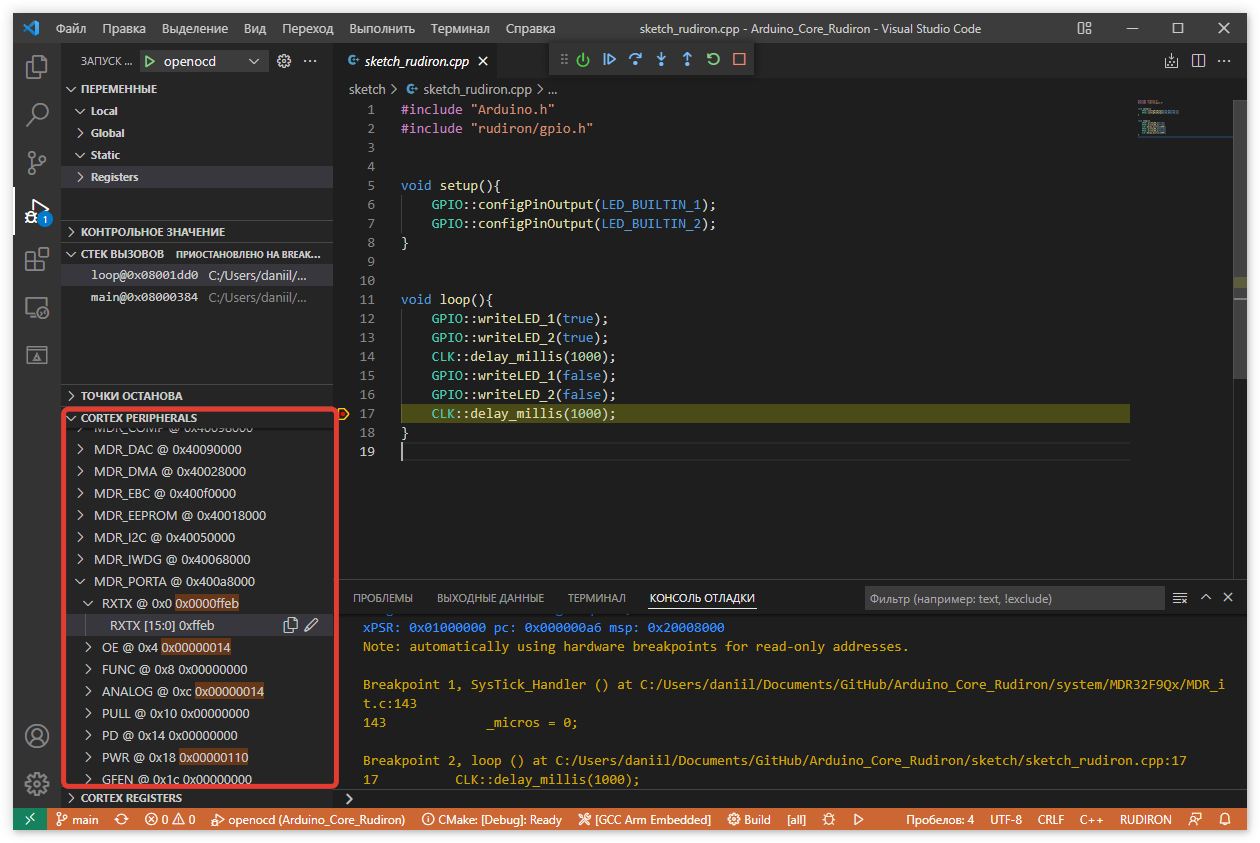 Файл Правка Выделение Вид Переход Выполнить Терминал Справка sketch_rudiron.cpp - Arduino_Core_Rudiron - Visual Studio Code
ЗАПУСК ... openocd
sketch_rudiron.cpp
ПЕРЕМЕННЫЕ
Local
Global
Static
Registers
КОНТРОЛЬНОЕ ЗНАЧЕНИЕ
СТЕК ВЫЗОВОВ ПРИОСТАНОВЛЕНО НА BREAK...
loop@0x08001dd0 C:/Users/daniil/...
main@0x08000384 C:/Users/daniil/...
ТОЧКИ ОСТАНОВА
CORTEX PERIPHERALS
MDR_COMP @ 0x40098000
MDR_DAC @ 0x40090000
MDR_DMA @ 0x40028000
MDR_EBC @ 0x400f0000
MDR_EEPROM @ 0x40018000
MDR_I2C @ 0x40050000
MDR_IWDG @ 0x40068000
MDR_PORTA @ 0x400a8000
RXTX @ 0x0 0x0000ffeb
RXTX [15:0] 0xffeb
OE @ 0x4 0x00000014
FUNC @ 0x8 0x00000000
ANALOG @ 0xc 0x00000014
PULL @ 0x10 0x00000000
PD @ 0x14 0x00000000
PWR @ 0x18 0x00000110
GFEN @ 0x1c 0x00000000
CORTEX REGISTERS
1
sketch > sketch_rudiron.cpp > ...
1 #include "Arduino.h"
2 #include "rudiron/gpio.h"
3
4
5 void setup(){
6 GPIO::configPinOutput(LED_BUILTIN_1);
7 GPIO::configPinOutput(LED_BUILTIN_2);
8 }
9
10
11 void loop(){
12 GPIO::writeLED_1(true);
13 GPIO::writeLED_2(true);
14 CLK::delay_millis(1000);
15 GPIO::writeLED_1(false);
16 GPIO::writeLED_2(false);
17 CLK::delay_millis(1000);
18 }
19
ПРОБЛЕМЫ ВЫХОДНЫЕ ДАННЫЕ ТЕРМИНАЛ КОНСОЛЬ ОТЛАДКИ Фильтр (например: text, !exclude)
xPSR: 0x01000000 pc: 0x000000a6 msp: 0x20008000
Note: automatically using hardware breakpoints for read-only addresses.
Breakpoint 1, SysTick_Handler () at C:/Users/daniil/Documents/GitHub/Arduino_Core_Rudiron/system/MDR32F9Qx/MDR_i
t.c:143
143 _micros = 0;
Breakpoint 2, loop () at C:/Users/daniil/Documents/GitHub/Arduino_Core_Rudiron/sketch/sketch_rudiron.cpp:17
17 CLK::delay_millis(1000);
main 0 0 openocd (Arduino_Core_Rudiron) CMake: [Debug]: Ready [GCC Arm Embedded] Build [all] Пробелов: 4 UTF-8 CRLF C++ RUDIRON